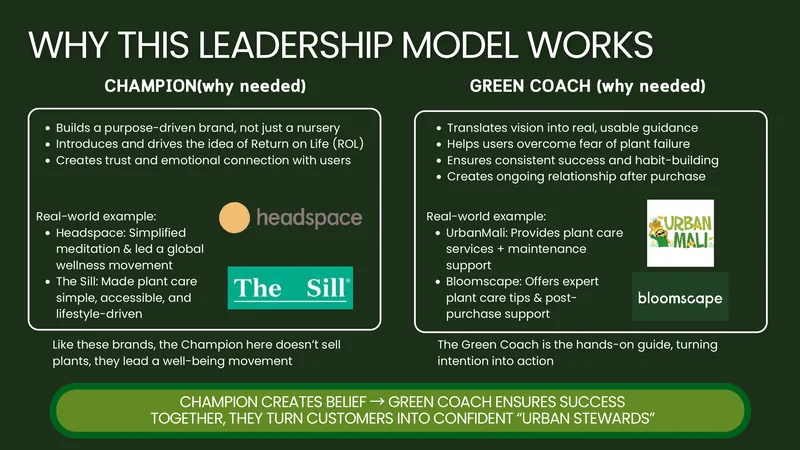 WHY THIS LEADERSHIP MODEL WORKS
CHAMPION(why needed)
• Builds a purpose-driven brand, not just a nursery
• Introduces and drives the idea of Return on Life (ROL)
• Creates trust and emotional connection with users
Real-world example:
• Headspace: Simplified
meditation & led a global
wellness movement
• The Sill: Made plant care
simple, accessible, and
lifestyle-driven
headspace
The Sill®
Like these brands, the Champion here doesn't sell
plants, they lead a well-being movement
GREEN COACH (why needed)
• Translates vision into real, usable guidance
• Helps users overcome fear of plant failure
• Ensures consistent success and habit-building
• Creates ongoing relationship after purchase
Real-world example:
• UrbanMali: Provides plant care
services + maintenance
support
• Bloomscape: Offers expert
plant care tips & post-
purchase support
URBAN
MALI
bloomscape
The Green Coach is the hands-on guide, turning
intention into action
CHAMPION CREATES BELIEF → GREEN COACH ENSURES SUCCESS
TOGETHER, THEY TURN CUSTOMERS INTO CONFIDENT “URBAN STEWARDS”